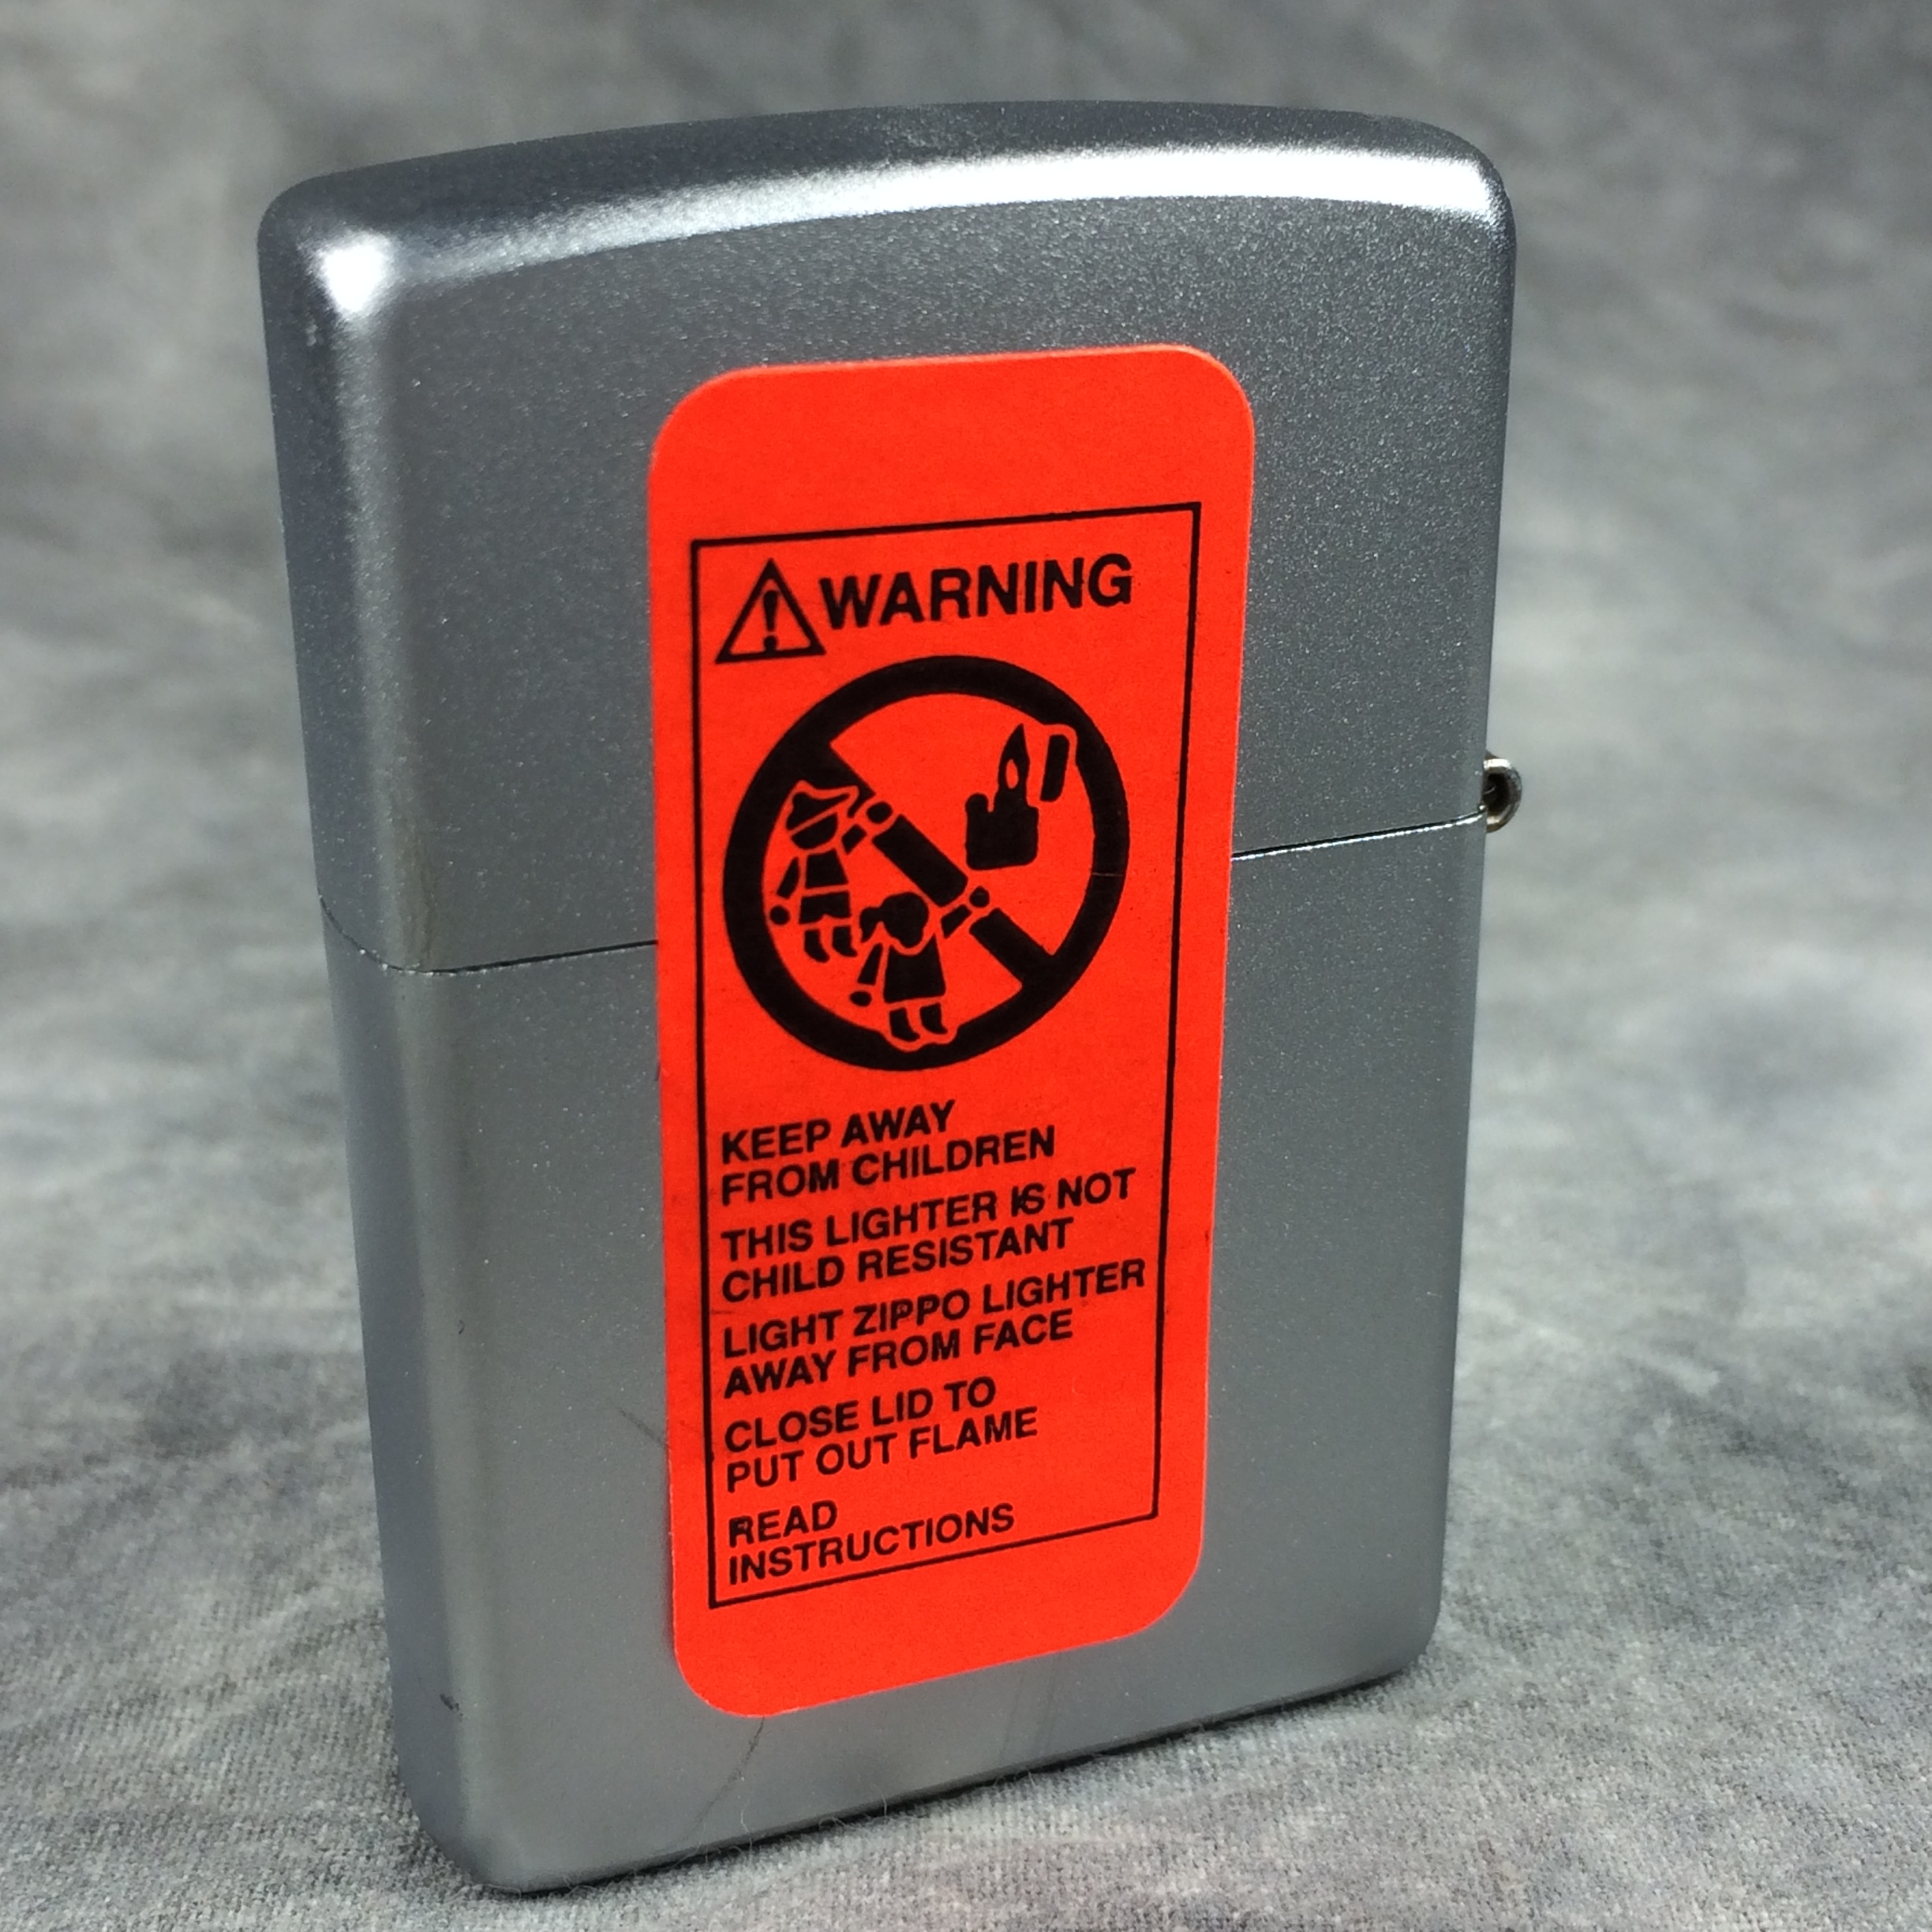 WARNING
KEEP AWAY
FROM CHILDREN
THIS LIGHTER IS NOT
CHILD RESISTANT
LIGHT ZIPPO LIGHTER
AWAY FROM FACE
CLOSE LID TO
PUT OUT FLAME
READ
INSTRUCTIONS